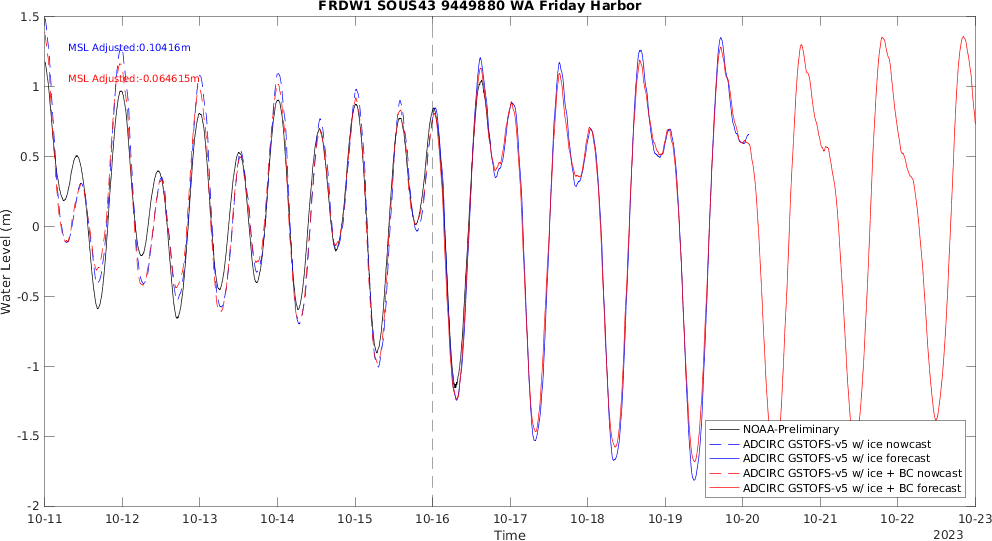 FRDW1 SOUS43 9449880 WA Friday Harbor
MSL Adjusted:0.10416m
MSL Adjusted:-0.064615m
Water Level (m)
1.5
1
0.5
0
-0.5
-1
-1.5
-2
NOAA-Preliminary
ADCIRC GSTOFS-v5 w/ ice nowcast
ADCIRC GSTOFS-v5 w/ ice forecast
ADCIRC GSTOFS-v5 w/ ice + BC nowcast
ADCIRC GSTOFS-v5 w/ ice + BC forecast
10-11 10-12 10-13 10-14 10-15 10-16 10-17 10-18 10-19 10-20 10-21 10-22 10-23
Time
2023